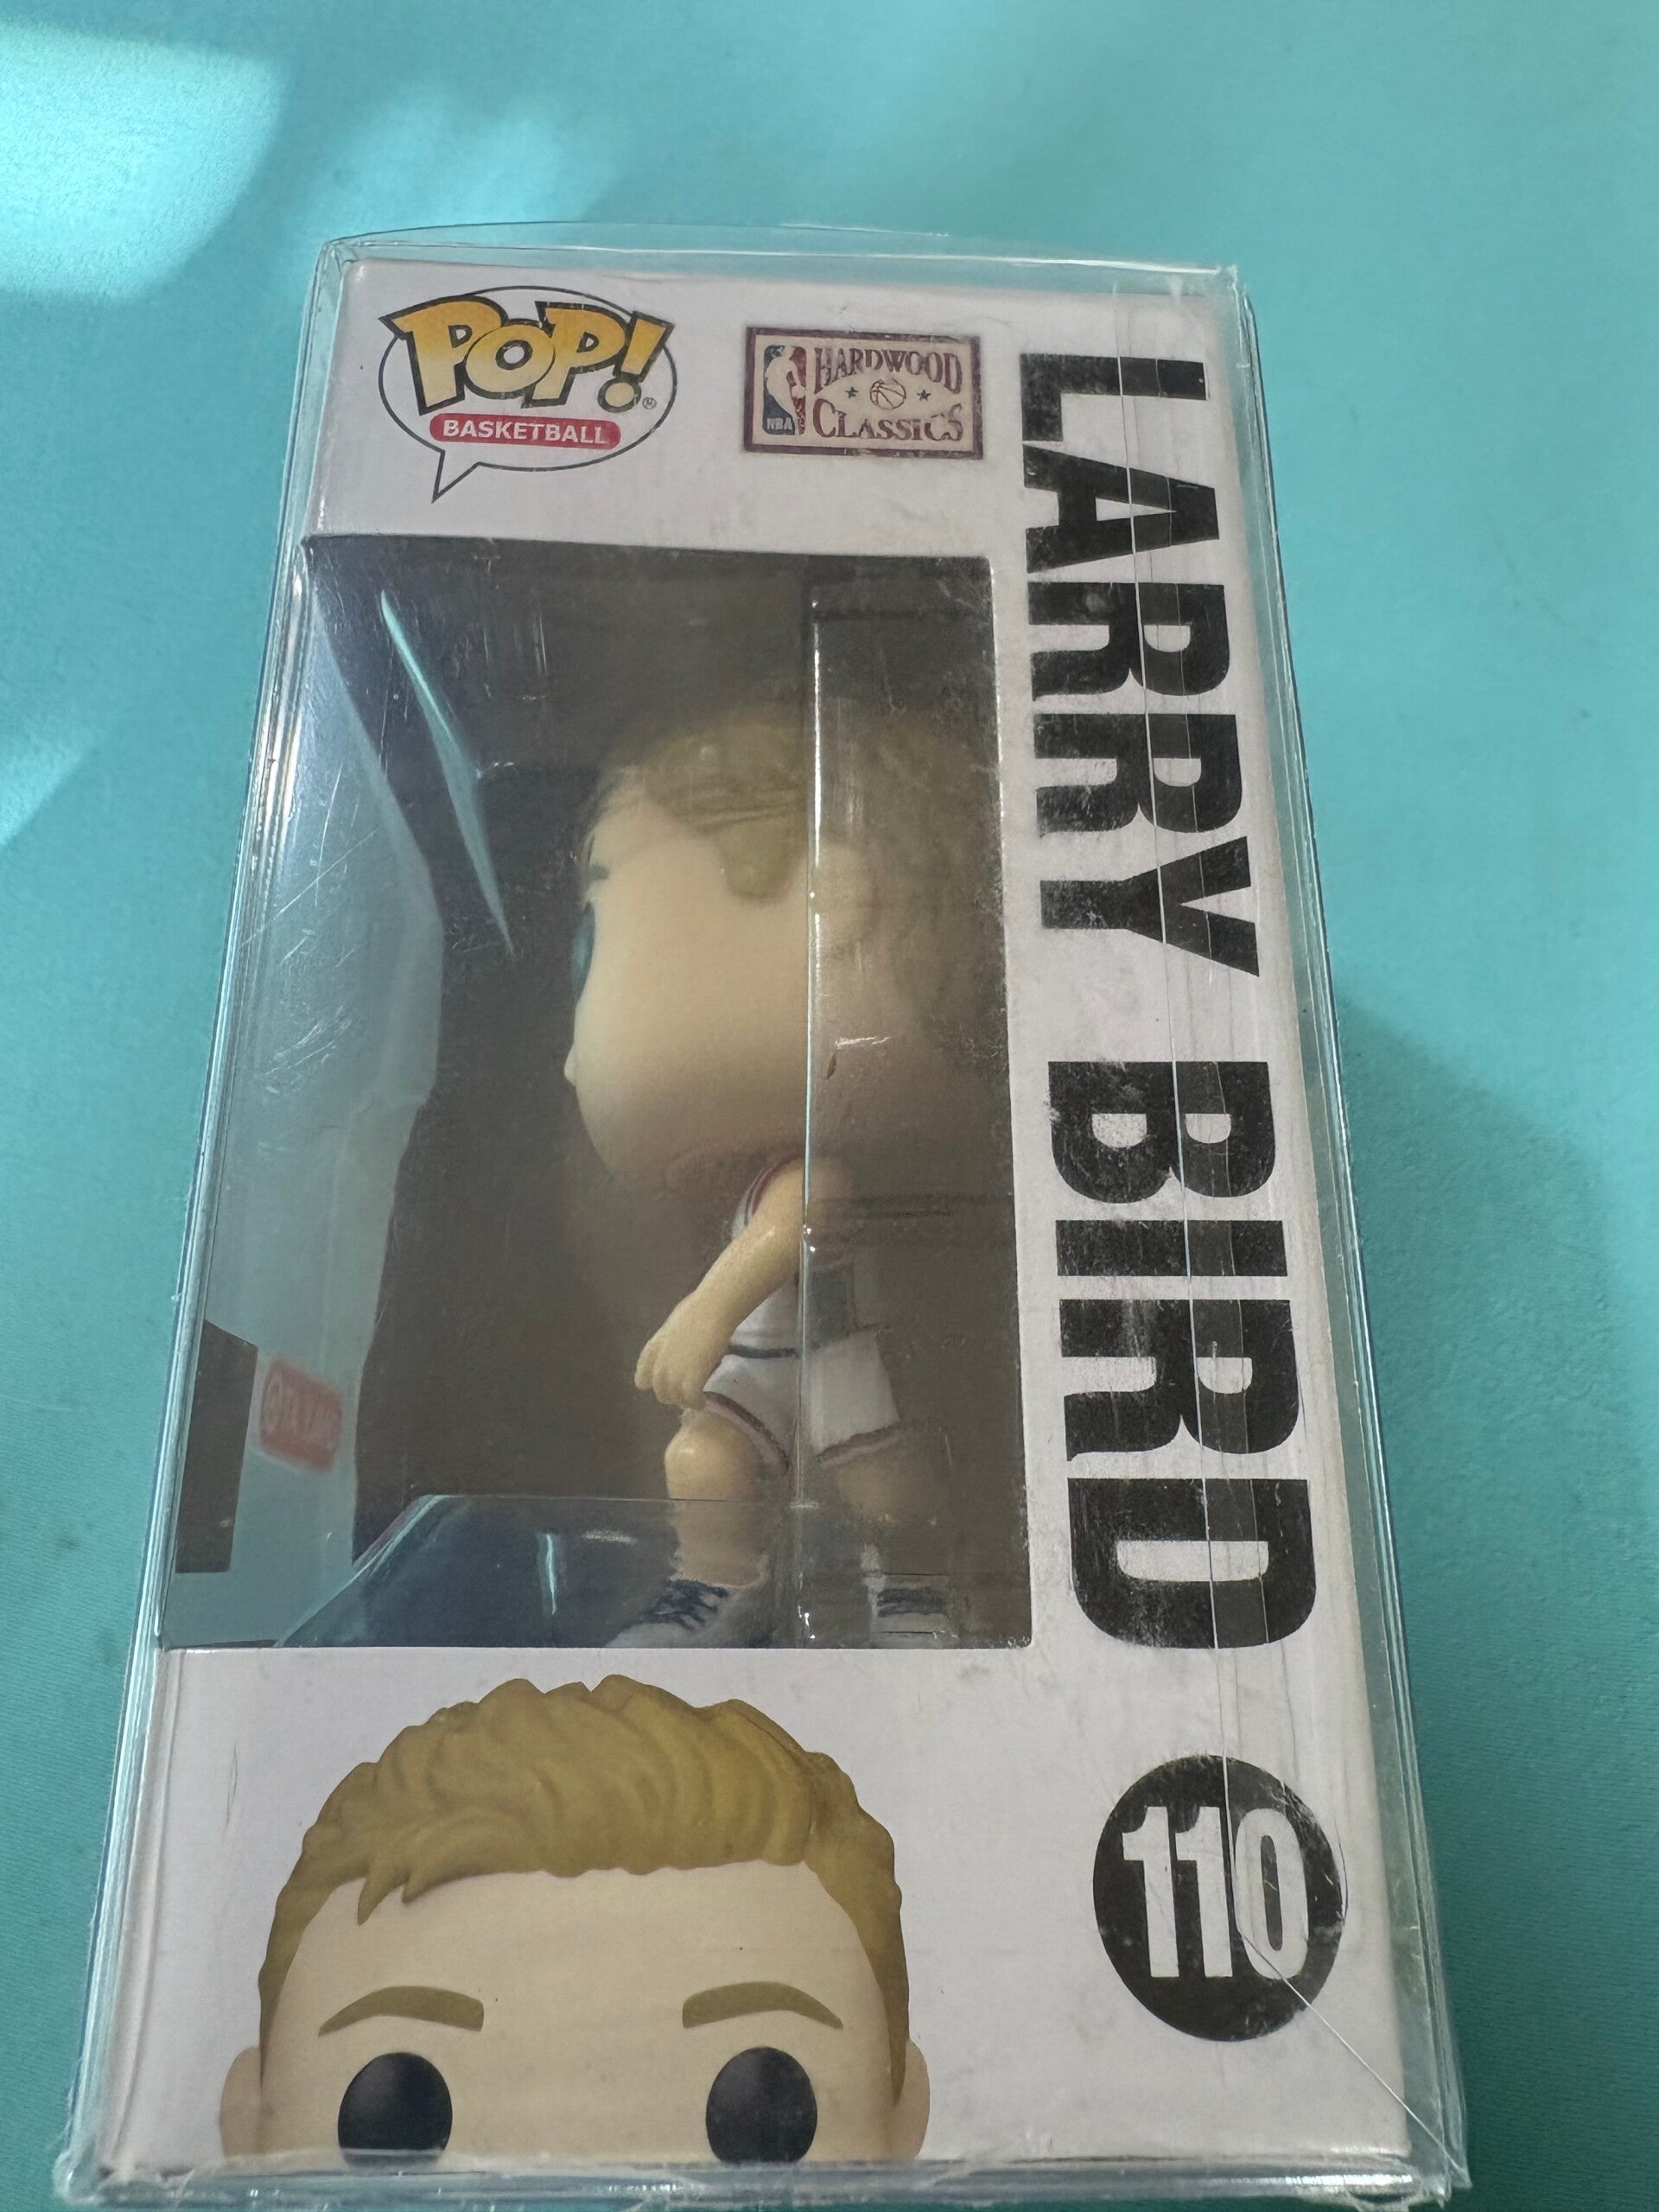 POP!
BASKETBALL
HARDWOOD
CLASSICS
NBA
LARRY BIRD
110